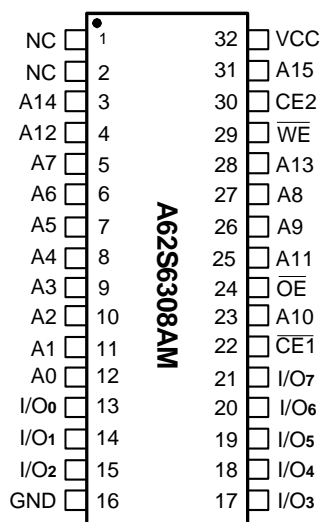 NC 1 32 VCC
NC 2 31 A15
A14 3 30 CE2
A12 4 29 W̅E̅
A7 5 28 A13
A6 6 27 A8
A5 7 26 A9
A4 8 25 A11
A3 9 24 O̅E̅
A2 10 23 A10
A1 11 22 C̅E̅1̅
A0 12 21 I/O7
I/O0 13 20 I/O6
I/O1 14 19 I/O5
I/O2 15 18 I/O4
GND 16 17 I/O3
A62S6308AM